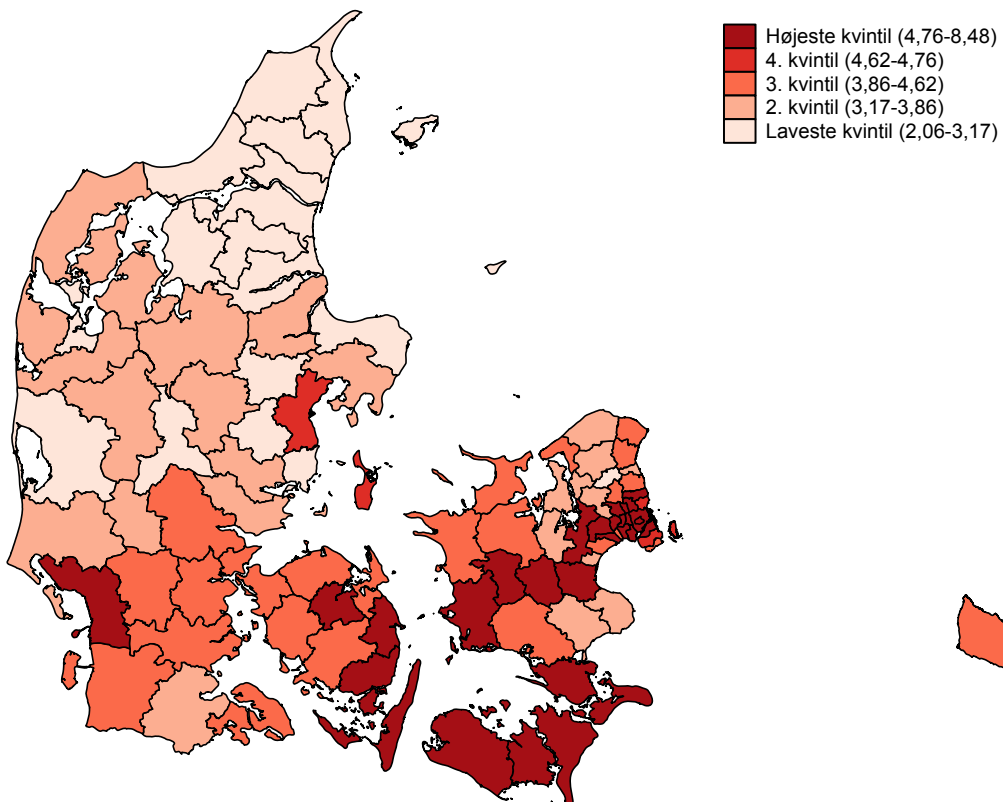 Højeste kvintil (4,76-8,48)
4. kvintil (4,62-4,76)
3. kvintil (3,86-4,62)
2. kvintil (3,17-3,86)
Laveste kvintil (2,06-3,17)